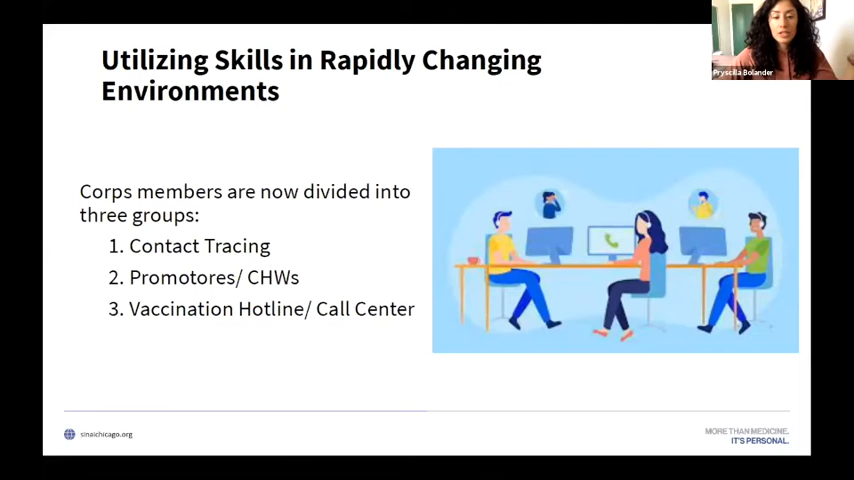 Utilizing Skills in Rapidly Changing
Environments
Pryscilla Bolander
Corps members are now divided into
three groups:
1. Contact Tracing
2. Promotores/ CHWs
3. Vaccination Hotline/ Call Center
sinaichicago.org
MORE THAN MEDICINE.
IT'S PERSONAL.